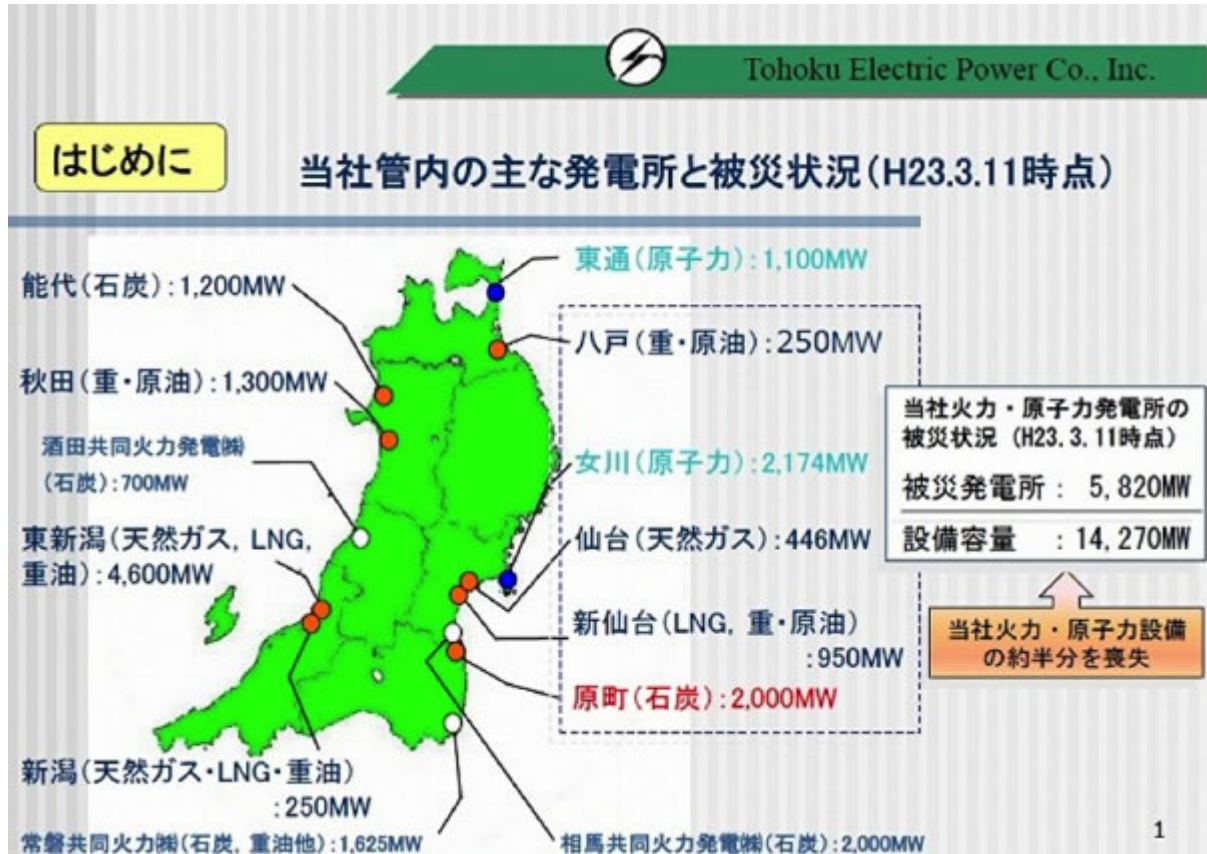 Tohoku Electric Power Co., Inc.
はじめに
当社管内の主な発電所と被災状況(H23.3.11時点)
能代(石炭):1,200MW
秋田(重・原油):1,300MW
酒田共同火力発電㈱
(石炭):700MW
東新潟(天然ガス, LNG,
重油):4,600MW
新潟(天然ガス・LNG・重油)
:250MW
常磐共同火力㈱(石炭, 重油他):1,625MW
東通(原子力):1,100MW
八戸(重・原油):250MW
女川(原子力):2,174MW
仙台(天然ガス):446MW
新仙台(LNG, 重・原油)
:950MW
原町(石炭):2,000MW
相馬共同火力発電㈱(石炭):2,000MW
当社火力・原子力発電所の
被災状況 (H23.3.11時点)
被災発電所 : 5,820MW
設備容量 : 14,270MW
当社火力・原子力設備
の約半分を喪失
1